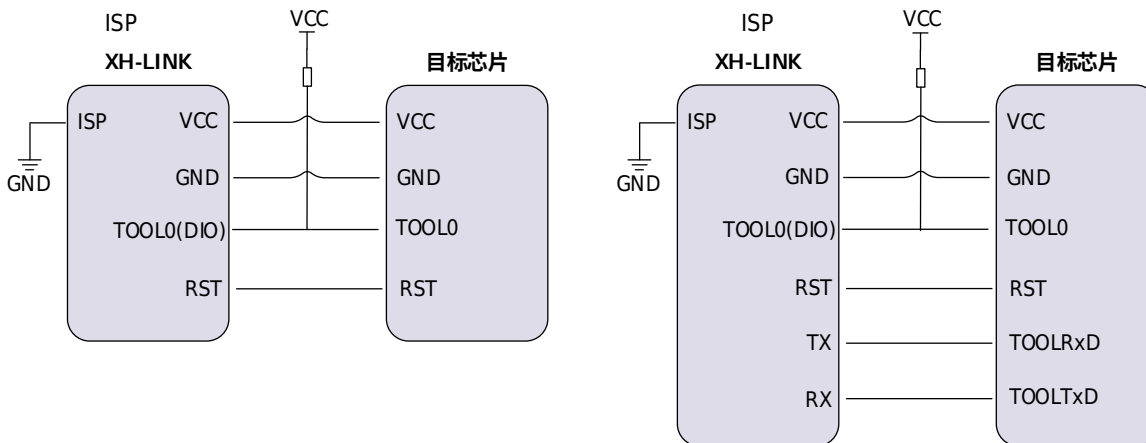 ISP
VCC
XH-LINK
目标芯片
ISP
VCC
VCC
GND
GND
GND
TOOL0(DIO)
TOOL0
RST
RST
ISP
VCC
XH-LINK
目标芯片
ISP
VCC
VCC
GND
GND
GND
TOOL0(DIO)
TOOL0
RST
RST
TX
TOOLRxD
RX
TOOLTxD